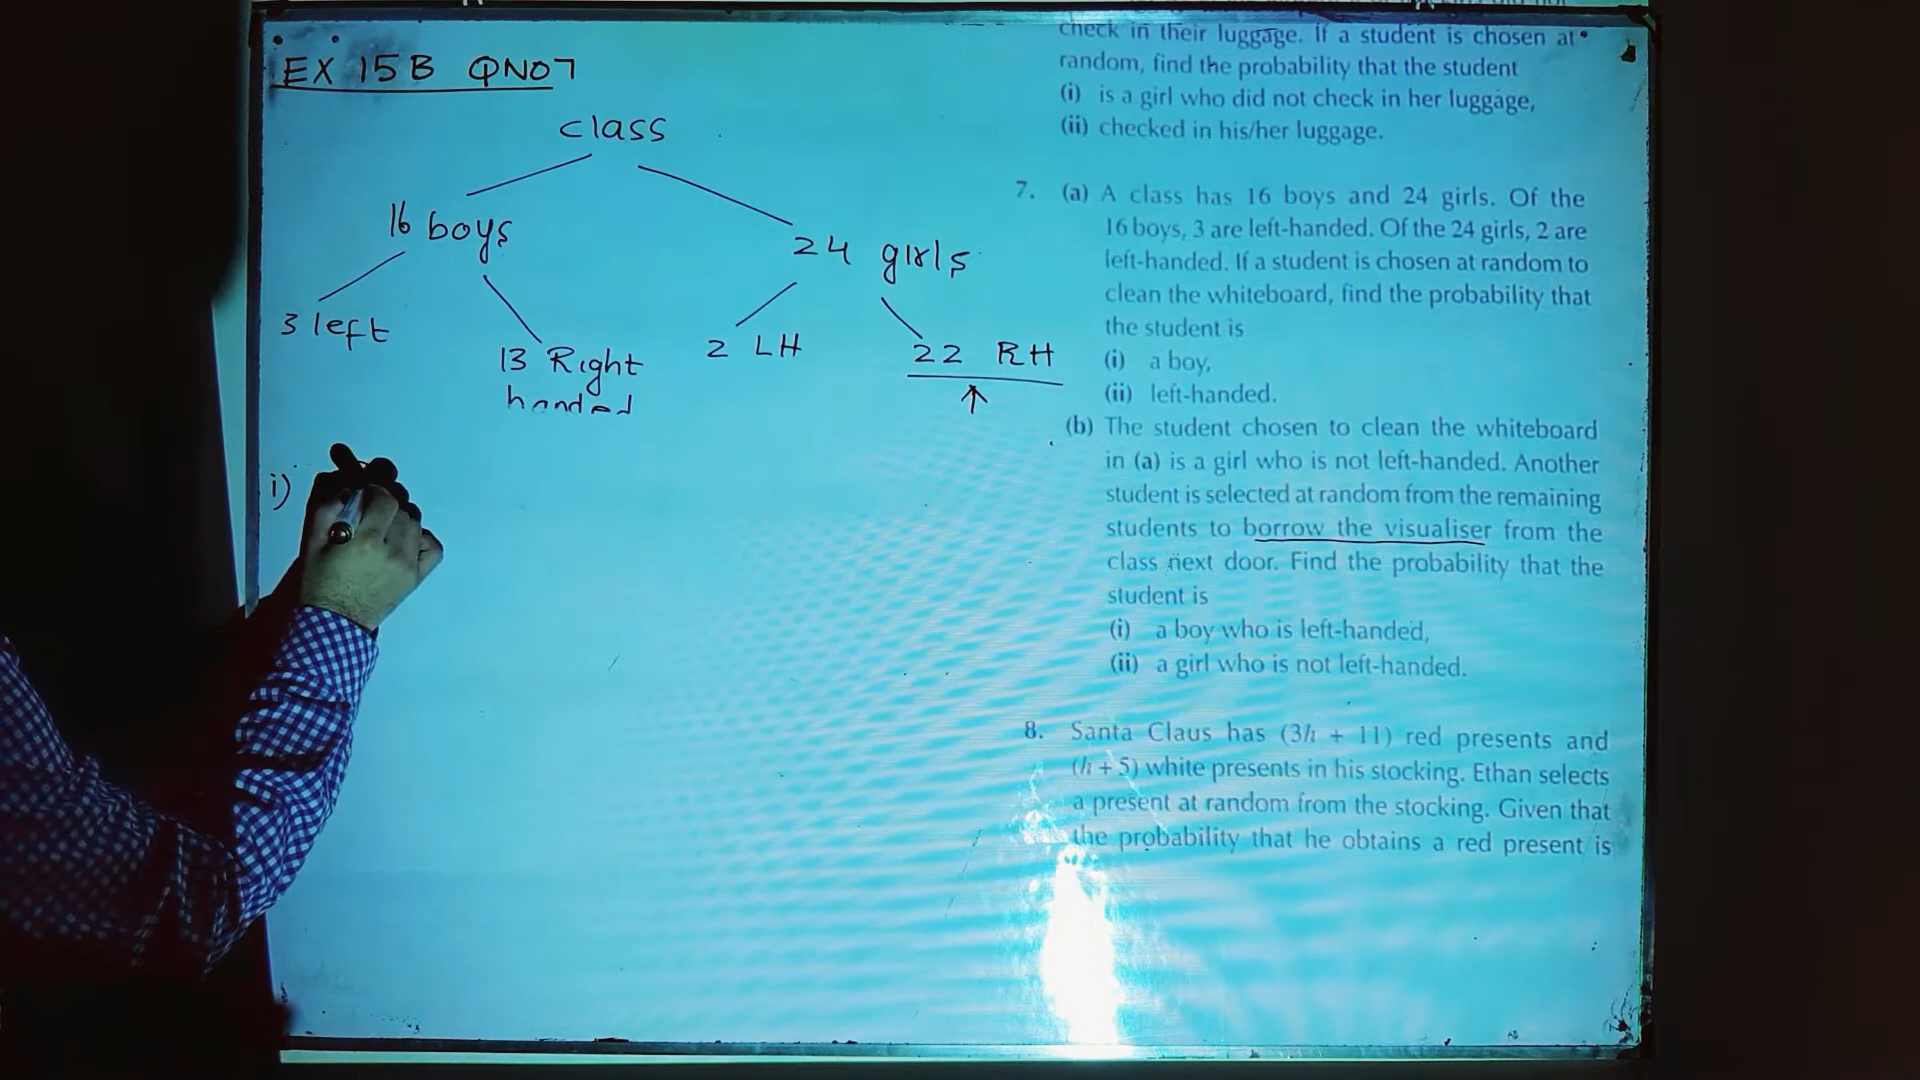 EX 15B QNO7
class
16 boys
24 girls
3 left
13 Right
handed
2 LH
22 RH
i)
check in their luggage. If a student is chosen at
random, find the probability that the student
(i) is a girl who did not check in her luggage,
(ii) checked in his/her luggage.
7. (a) A class has 16 boys and 24 girls. Of the
16 boys, 3 are left-handed. Of the 24 girls, 2 are
left-handed. If a student is chosen at random to
clean the whiteboard, find the probability that
the student is
(i) a boy,
(ii) left-handed.
(b) The student chosen to clean the whiteboard
in (a) is a girl who is not left-handed. Another
student is selected at random from the remaining
students to borrow the visualiser from the
class next door. Find the probability that the
student is
(i) a boy who is left-handed,
(ii) a girl who is not left-handed.
8. Santa Claus has (3h + 11) red presents and
(h + 5) white presents in his stocking. Ethan selects
a present at random from the stocking. Given that
the probability that he obtains a red present is